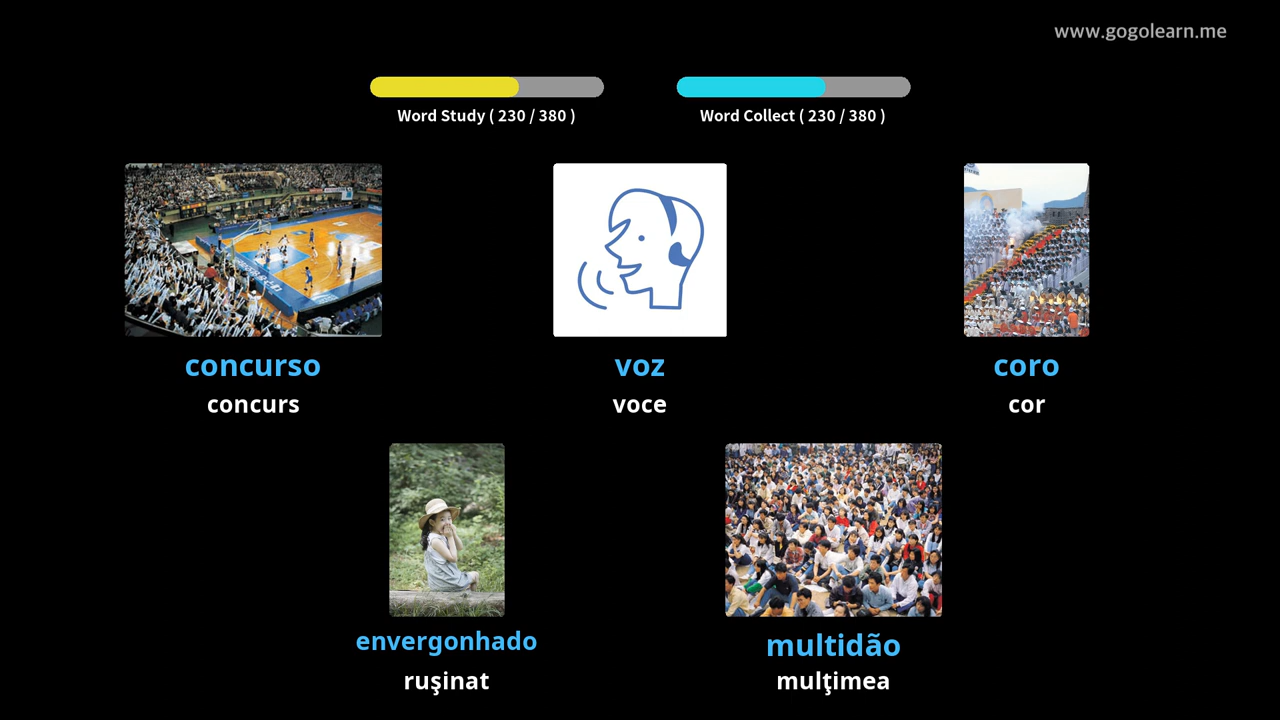 www.gogolearn.me
Word Study ( 230 / 380 )
Word Collect ( 230 / 380 )
concurso
voz
coro
concurs
voce
cor
envergonhado
multidão
ruşinat
mulţimea